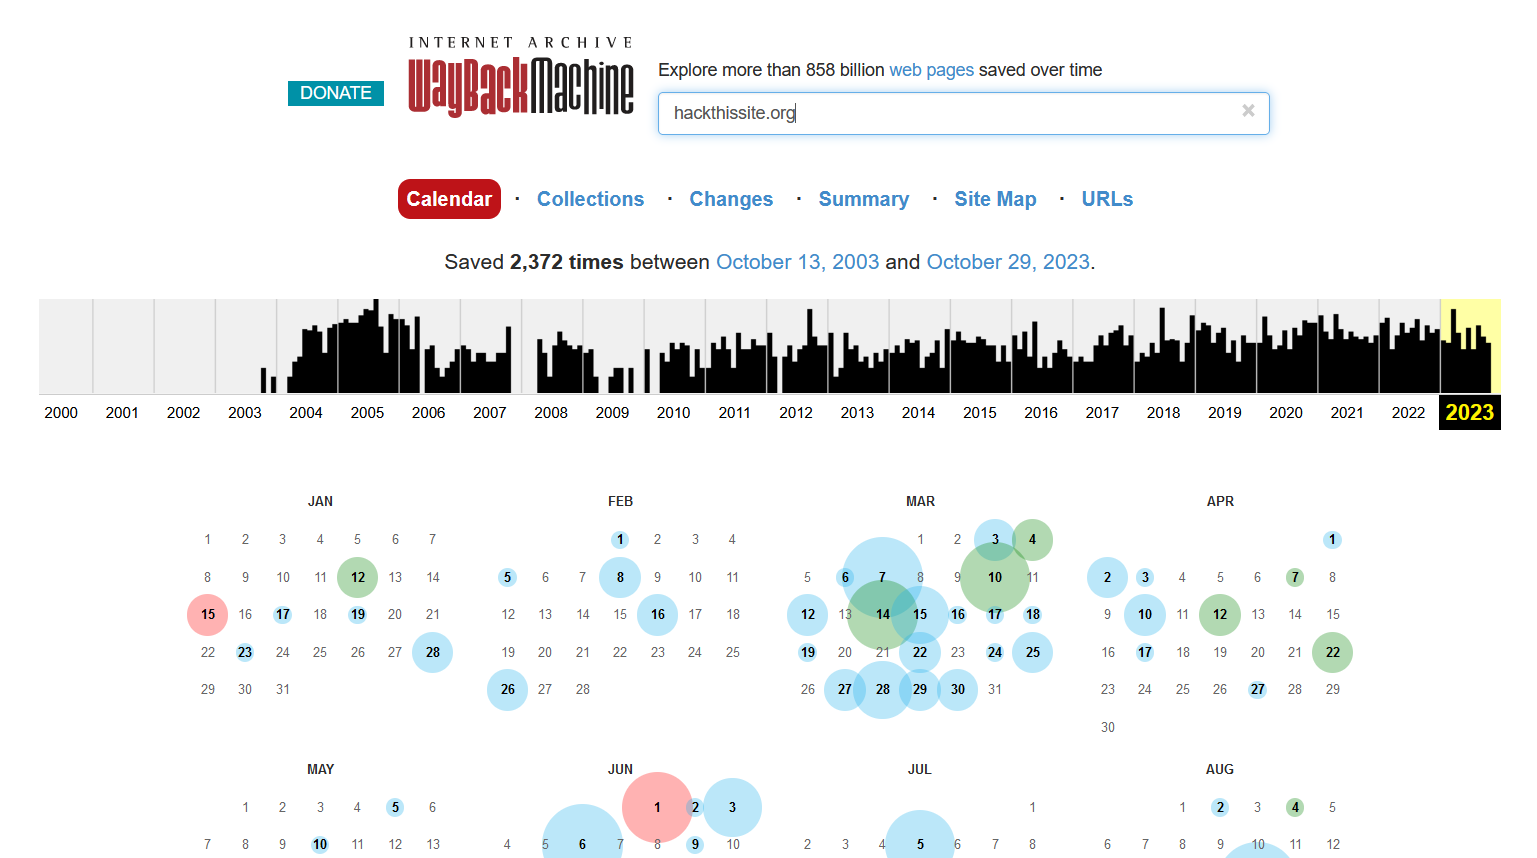 INTERNET ARCHIVE
WayBackMachine
DONATE
Explore more than 858 billion web pages saved over time
hackthissite.org ×
Calendar · Collections · Changes · Summary · Site Map · URLs
Saved 2,372 times between October 13, 2003 and October 29, 2023.
2000 2001 2002 2003 2004 2005 2006 2007 2008 2009 2010 2011 2012 2013 2014 2015 2016 2017 2018 2019 2020 2021 2022 2023
JAN
1 2 3 4 5 6 7
8 9 10 11 12 13 14
15 16 17 18 19 20 21
22 23 24 25 26 27 28
29 30 31
FEB
1 2 3 4
5 6 7 8 9 10 11
12 13 14 15 16 17 18
19 20 21 22 23 24 25
26 27 28
MAR
1 2 3 4
5 6 7 8 9 10 11
12 13 14 15 16 17 18
19 20 21 22 23 24 25
26 27 28 29 30 31
APR
1
2 3 4 5 6 7 8
9 10 11 12 13 14 15
16 17 18 19 20 21 22
23 24 25 26 27 28 29
30
MAY
1 2 3 4 5 6
7 8 9 10 11 12 13
JUN
1 2 3
4 5 6 7 8 9 10
JUL
1
2 3 4 5 6 7 8
AUG
1 2 3 4 5
6 7 8 9 10 11 12